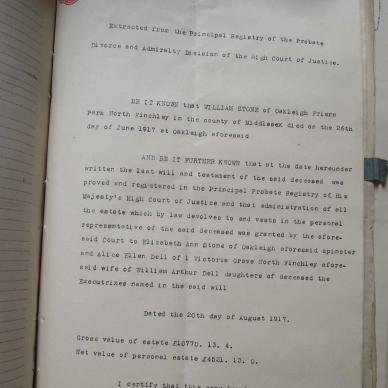 Extracted from the Principal Registry of the Probate
Divorce and Admiralty Division of the High Court of Justice.
BE IT KNOWN that WILLIAM STONE of Oakleigh Friern
Park North Finchley in the county of Middlesex died on the 26th
day of June 1917 at Oakleigh aforesaid
AND BE IT FURTHER KNOWN that at the date hereunder
written the last will and testament of the said deceased was
proved and registered in the Principal Probate Registry of His
Majesty's High Court of Justice and that administration of all
the estate which by law devolves to and vests in the personal
representative of the said deceased was granted by the afore-
said Court to Elizabeth Ann Stone of Oakleigh aforesaid spinster
and Alice Ellen Dell of 1 Victoria Grove North Finchley afore-
said wife of William Arthur Dell daughters of deceased the
Executrixes named in the said will
Dated the 20th day of August 1917.
Gross value of estate £10770. 13. 4.
Net value of personal estate £4521. 13. 0.
I certify that this copy